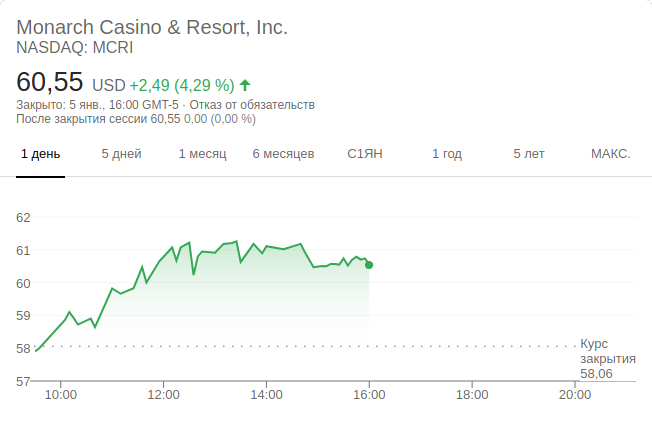 Monarch Casino & Resort, Inc.
NASDAQ: MCRI
60,55 USD +2,49 (4,29 %)
Закрыто: 5 янв., 16:00 GMT-5 · Отказ от обязательств
После закрытия сессии 60,55 0,00 (0,00 %)
1 день 5 дней 1 месяц 6 месяцев С1ЯН 1 год 5 лет МАКС.
62
61
60
59
58
57
Курс
закрытия
58,06
10:00 12:00 14:00 16:00 18:00 20:00